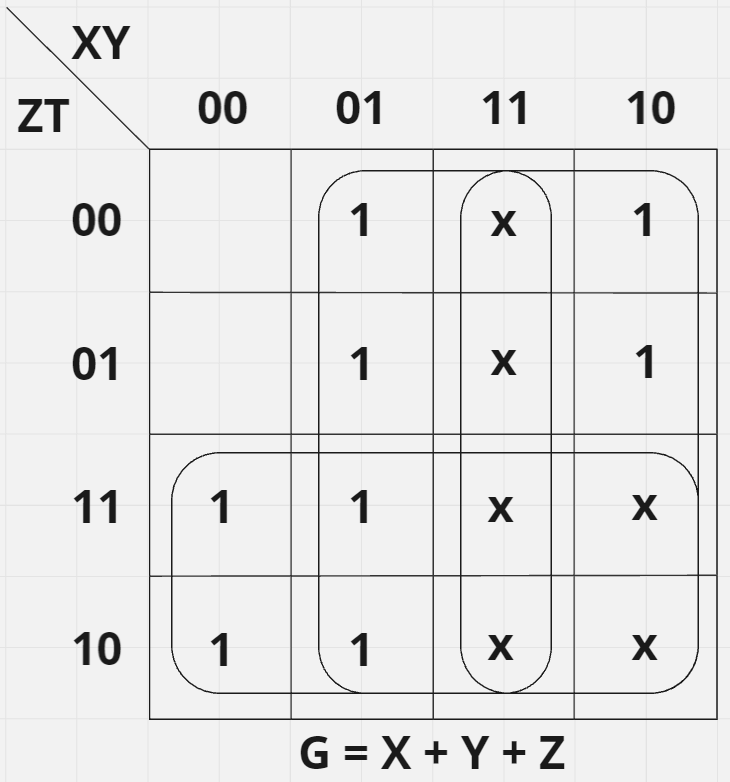 XY
ZT
00 01 11 10
00 1 x 1
01 1 x 1
11 1 1 x x
10 1 1 x x
G = X + Y + Z